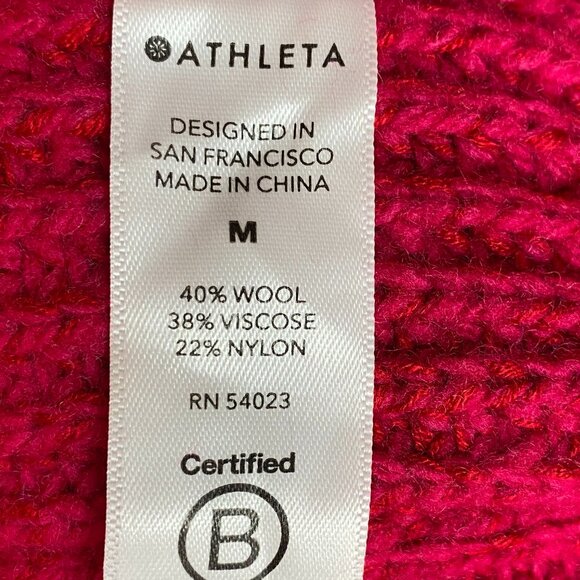 ATHLETA
DESIGNED IN
SAN FRANCISCO
MADE IN CHINA
M
40% WOOL
38% VISCOSE
22% NYLON
RN 54023
Certified
B